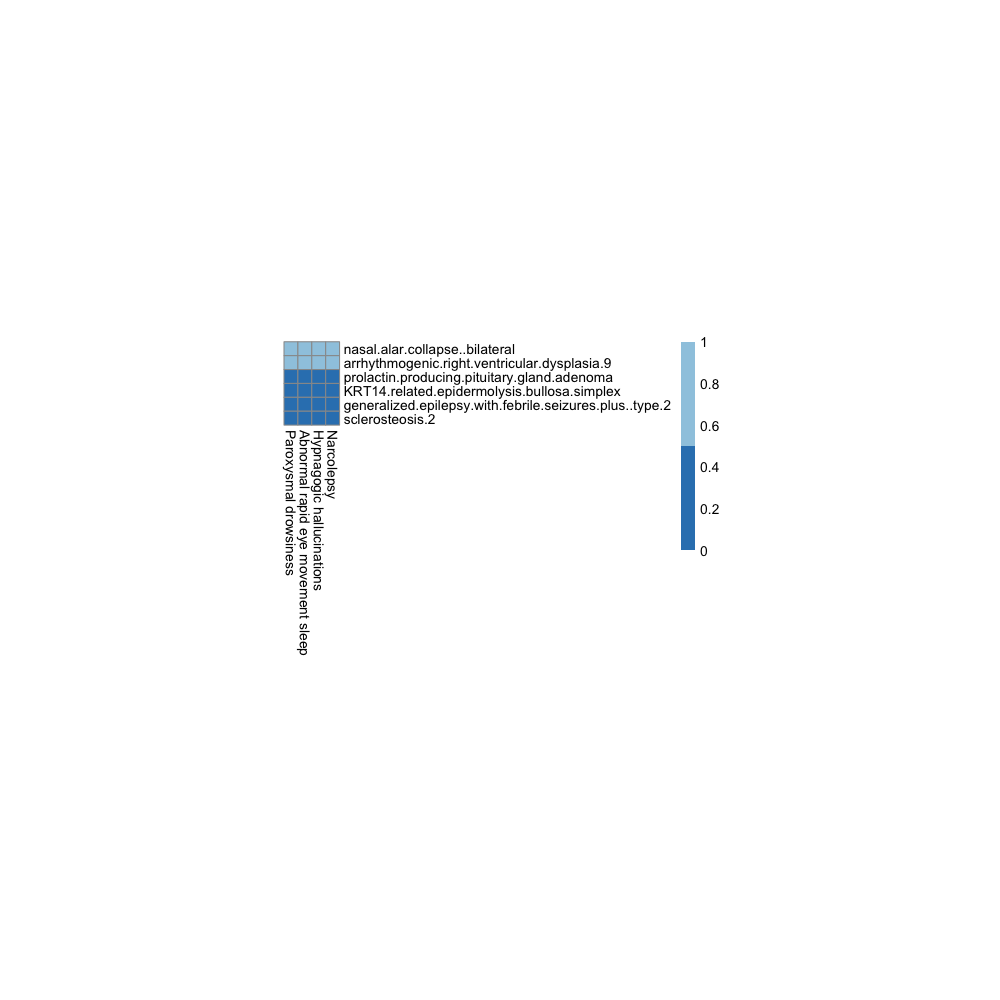 nasal.alar.collapse..bilateral
arrhythmogenic.right.ventricular.dysplasia.9
prolactin.producing.pituitary.gland.adenoma
KRT14.related.epidermolysis.bullosa.simplex
generalized.epilepsy.with.febrile.seizures.plus..type.2
sclerosteosis.2
Paroxysmal drowsiness
Abnormal rapid eye movement sleep
Hypnagogic hallucinations
Narcolepsy
1
0.8
0.6
0.4
0.2
0